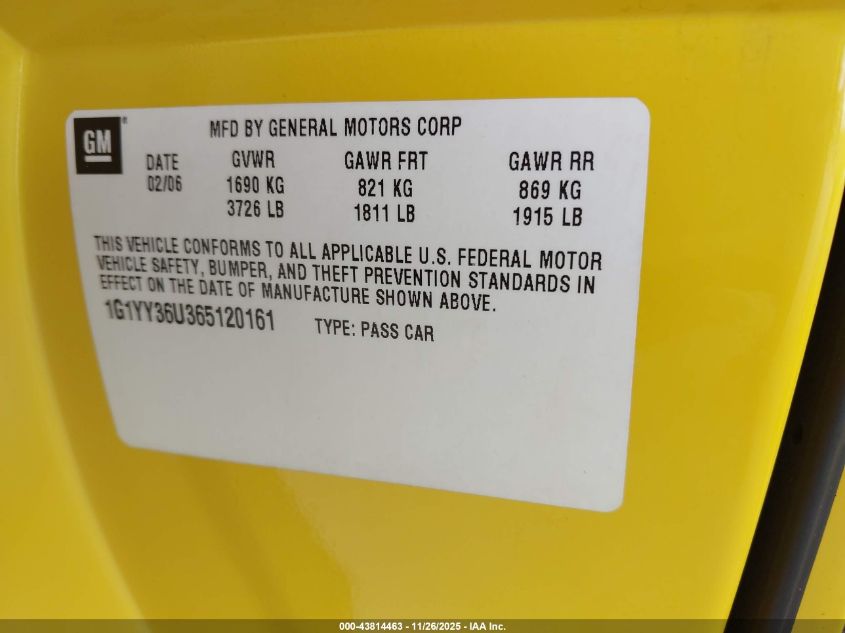 GM®
MFD BY GENERAL MOTORS CORP
DATE GVWR GAWR FRT GAWR RR
02/06 1690 KG 821 KG 869 KG
3726 LB 1811 LB 1915 LB
THIS VEHICLE CONFORMS TO ALL APPLICABLE U.S. FEDERAL MOTOR
VEHICLE SAFETY, BUMPER, AND THEFT PREVENTION STANDARDS IN
EFFECT ON THE DATE OF MANUFACTURE SHOWN ABOVE.
1G1YY36U365120161 TYPE: PASS CAR
000-43814463 - 11/26/2025 - IAA Inc.